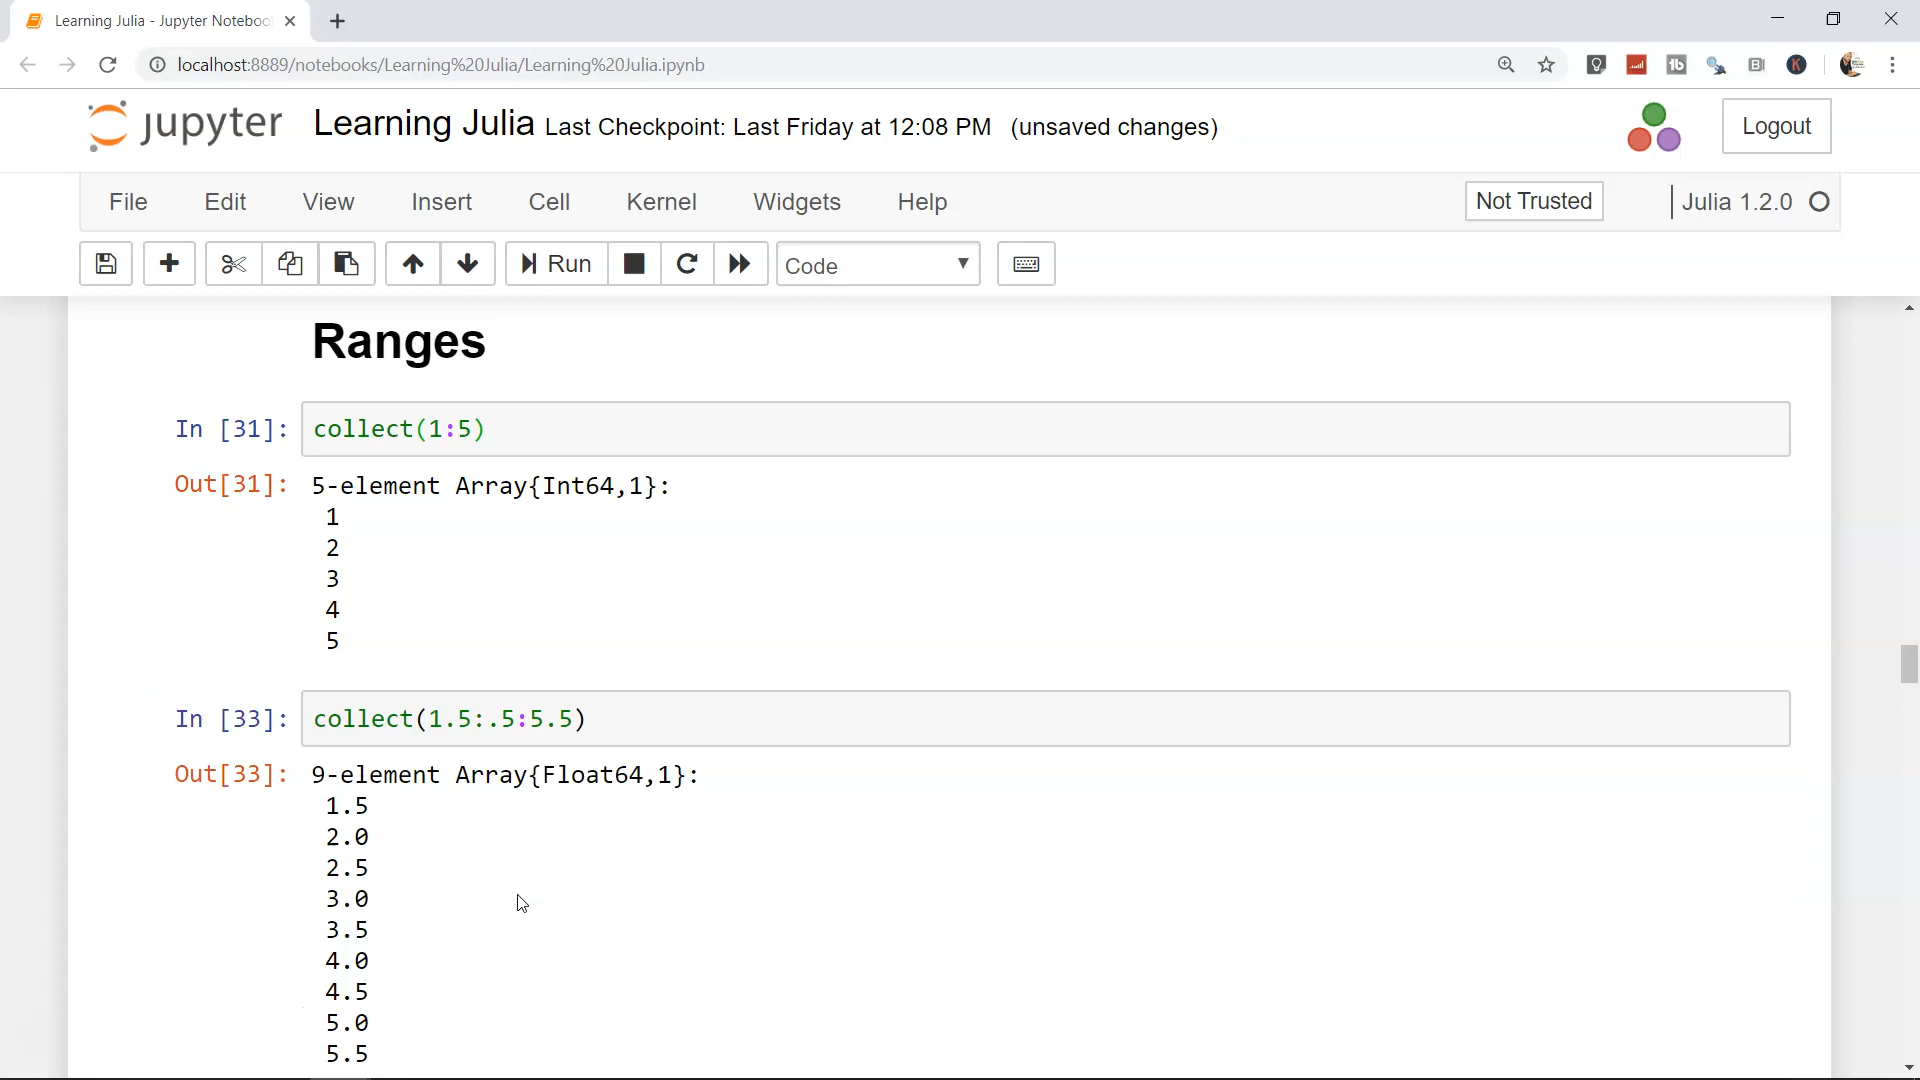 Learning Julia - Jupyter Noteboo
localhost:8889/notebooks/Learning%20Julia/Learning%20Julia.ipynb
jupyter Learning Julia Last Checkpoint: Last Friday at 12:08 PM (unsaved changes)
Logout
File Edit View Insert Cell Kernel Widgets Help Not Trusted Julia 1.2.0
Run Code
Ranges
In [31]: collect(1:5)
Out[31]: 5-element Array{Int64,1}:
1
2
3
4
5
In [33]: collect(1.5:.5:5.5)
Out[33]: 9-element Array{Float64,1}:
1.5
2.0
2.5
3.0
3.5
4.0
4.5
5.0
5.5